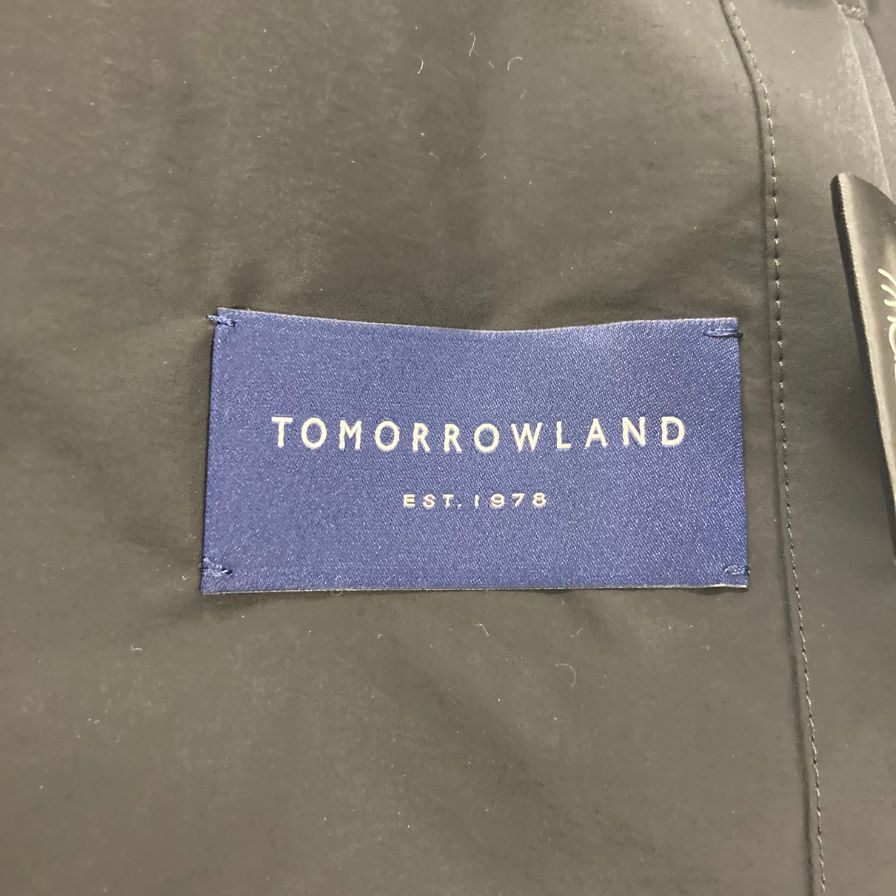 TOMORROWLAND
EST. 1978